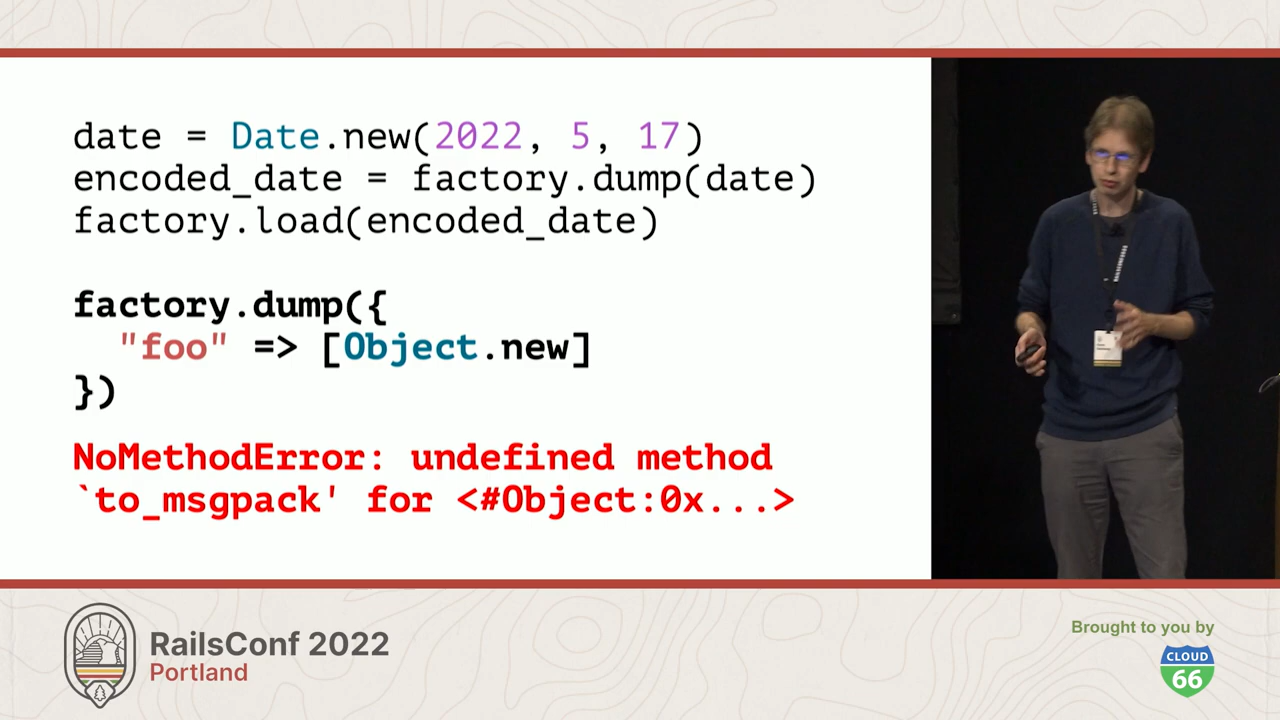 date = Date.new(2022, 5, 17)
encoded_date = factory.dump(date)
factory.load(encoded_date)
factory.dump({
  "foo" => [Object.new]
})
NoMethodError: undefined method
`to_msgpack' for <#Object:0x...>
RailsConf 2022
Portland
Brought to you by
CLOUD
66